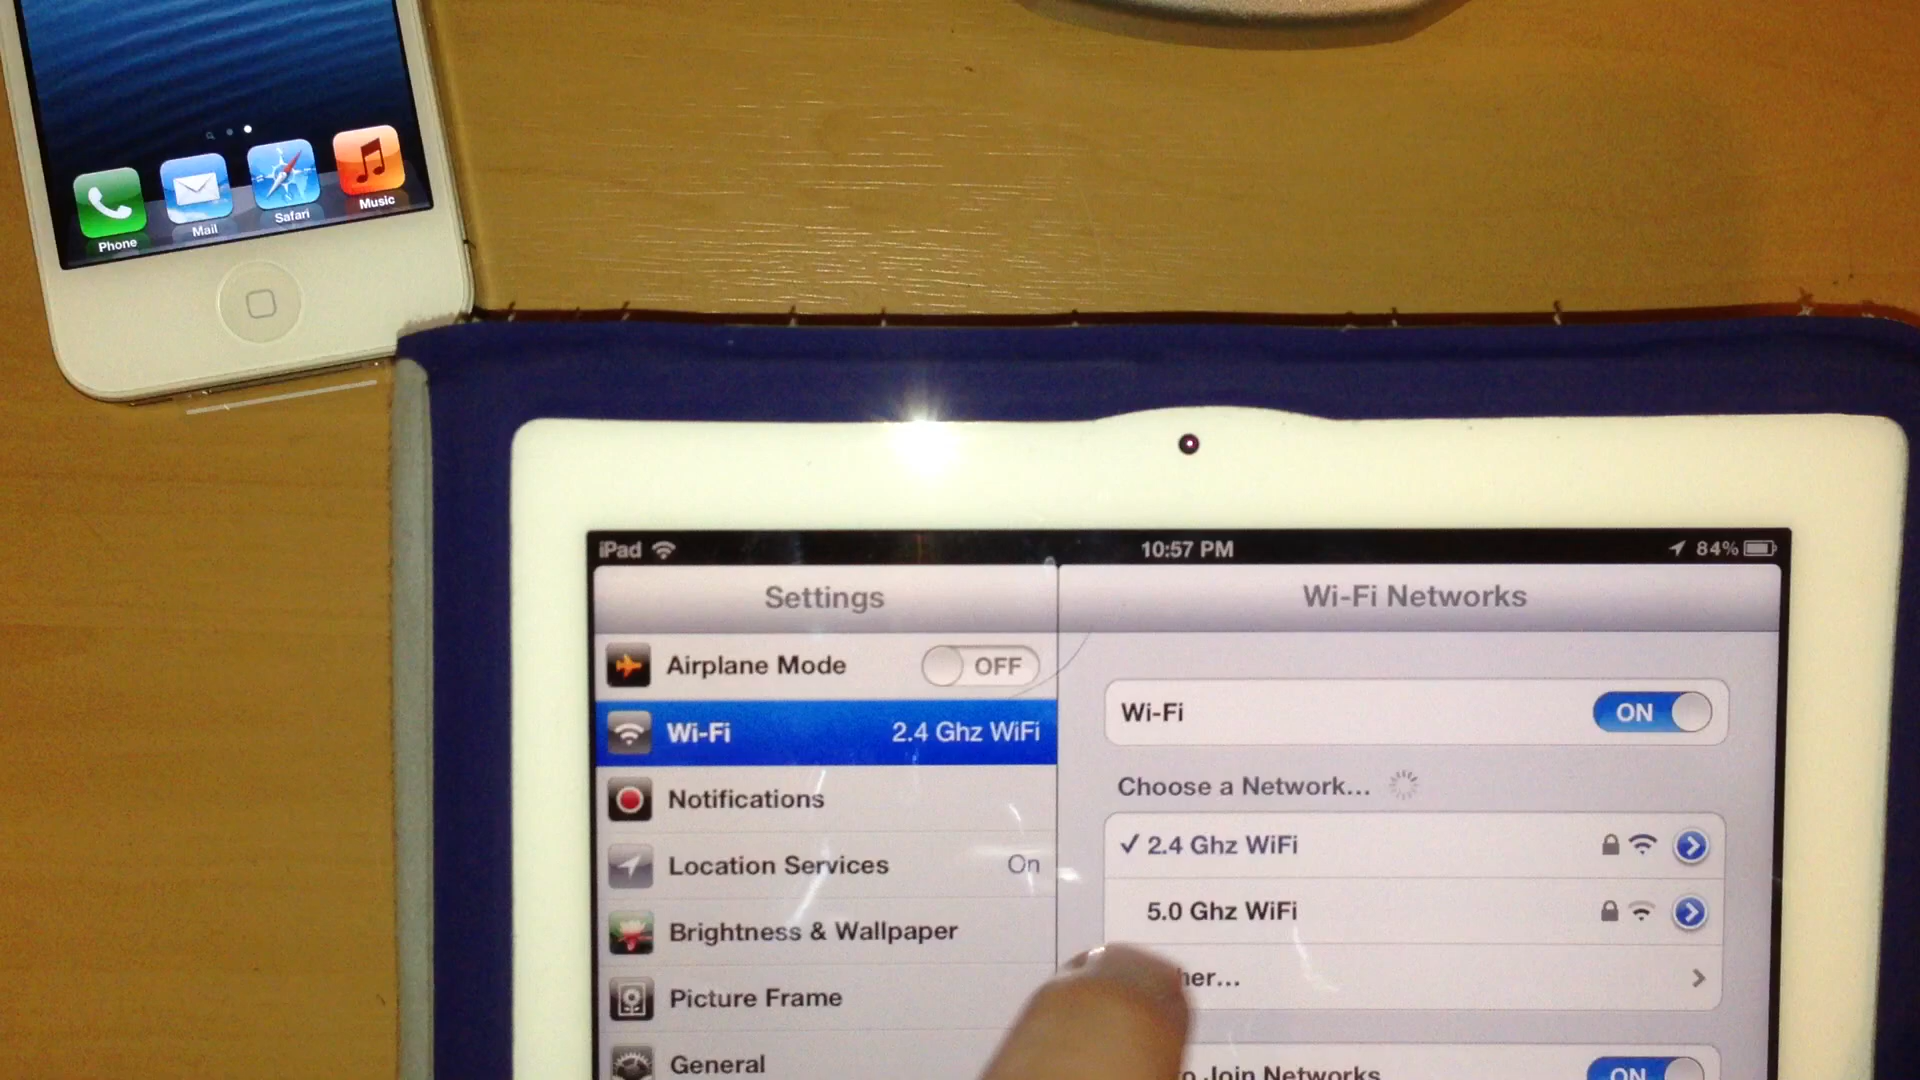 Phone
Mail
Safari
Music
iPad
10:57 PM
84%
Settings
Wi-Fi Networks
Airplane Mode
OFF
Wi-Fi
2.4 Ghz WiFi
Notifications
Location Services
On
Brightness & Wallpaper
Picture Frame
General
Wi-Fi
ON
Choose a Network...
✓ 2.4 Ghz WiFi
5.0 Ghz WiFi
her...
o Join Networks
ON